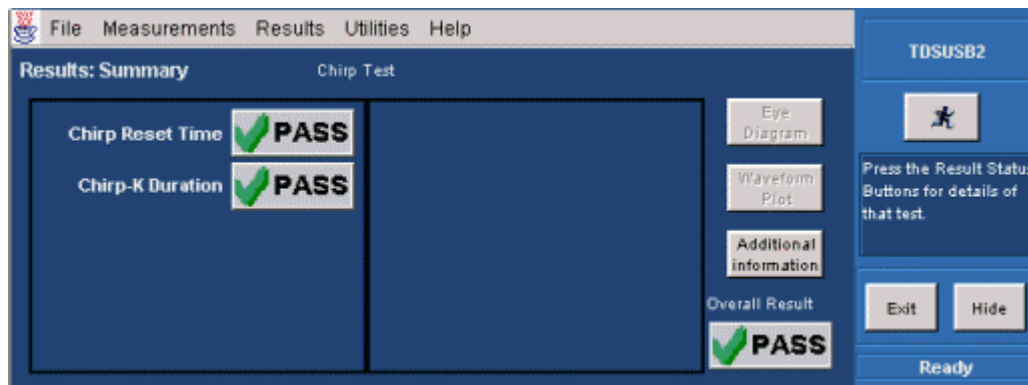 File Measurements Results Utilities Help
Results: Summary Chirp Test
Chirp Reset Time PASS
Chirp-K Duration PASS
Eye
Diagram
Waveform
Plot
Additional
information
Overall Result
PASS
TDSUSB2
Press the Result Statu
Buttons for details of
that test.
Exit Hide
Ready